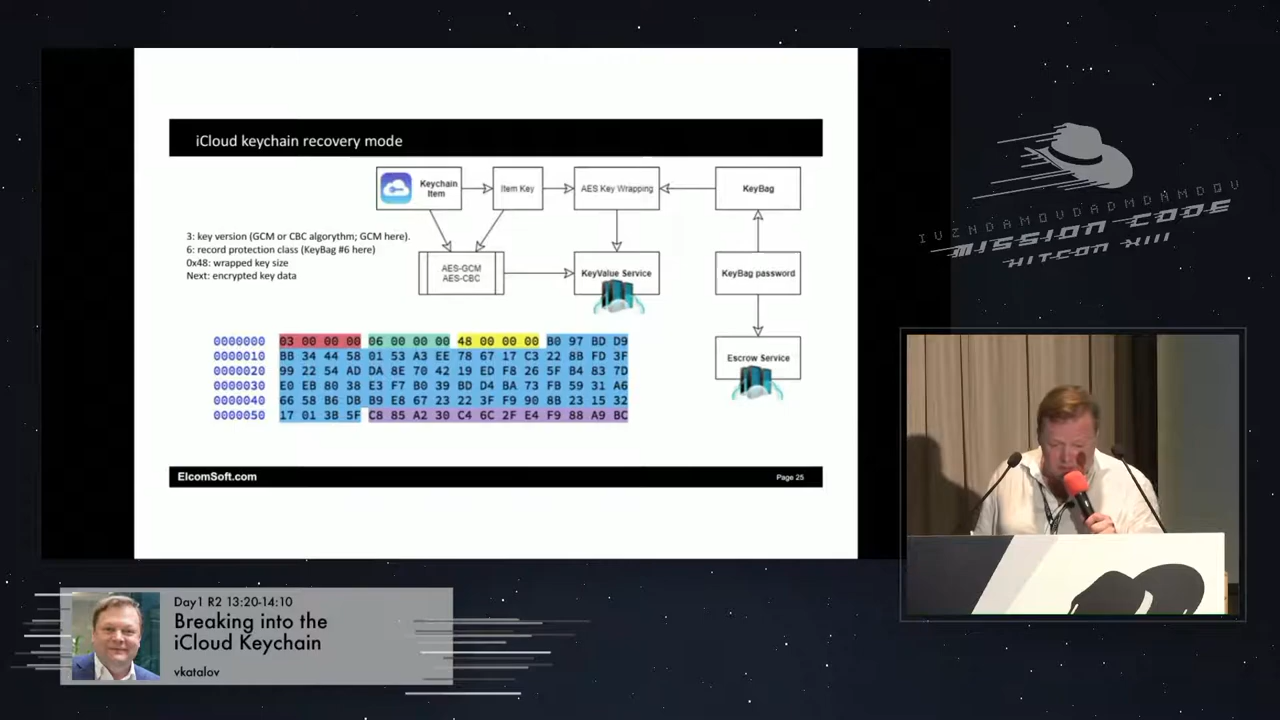 iCloud keychain recovery mode
Keychain
Item
Item Key
AES Key Wrapping
KeyBag
3: key version (GCM or CBC algorythm; GCM here).
6: record protection class (KeyBag #6 here)
0x48: wrapped key size
Next: encrypted key data
AES-GCM
AES-CBC
KeyValue Service
KeyBag password
Escrow Service
0000000 03 00 00 00 06 00 00 00 48 00 00 00 B0 97 BD D9
0000010 BB 34 44 58 01 53 A3 EE 78 67 17 C3 22 8B FD 3F
0000020 99 22 54 AD DA 8E 70 42 19 ED F8 26 5F B4 83 7D
0000030 E0 EB 80 38 E3 F7 B0 39 BD D4 BA 73 FB 59 31 A6
0000040 66 58 B6 DB B9 E8 67 23 22 3F F9 90 8B 23 15 32
0000050 17 01 3B 5F C9 85 A2 30 C4 6C 2F E4 F9 88 A9 BC
ElcomSoft.com
Page 25
IUZNDAMOVDADMDAMDQU
MISSION CODE
HITCON XIII
Day1 R2 13:20-14:10
Breaking into the
iCloud Keychain
vkatalov